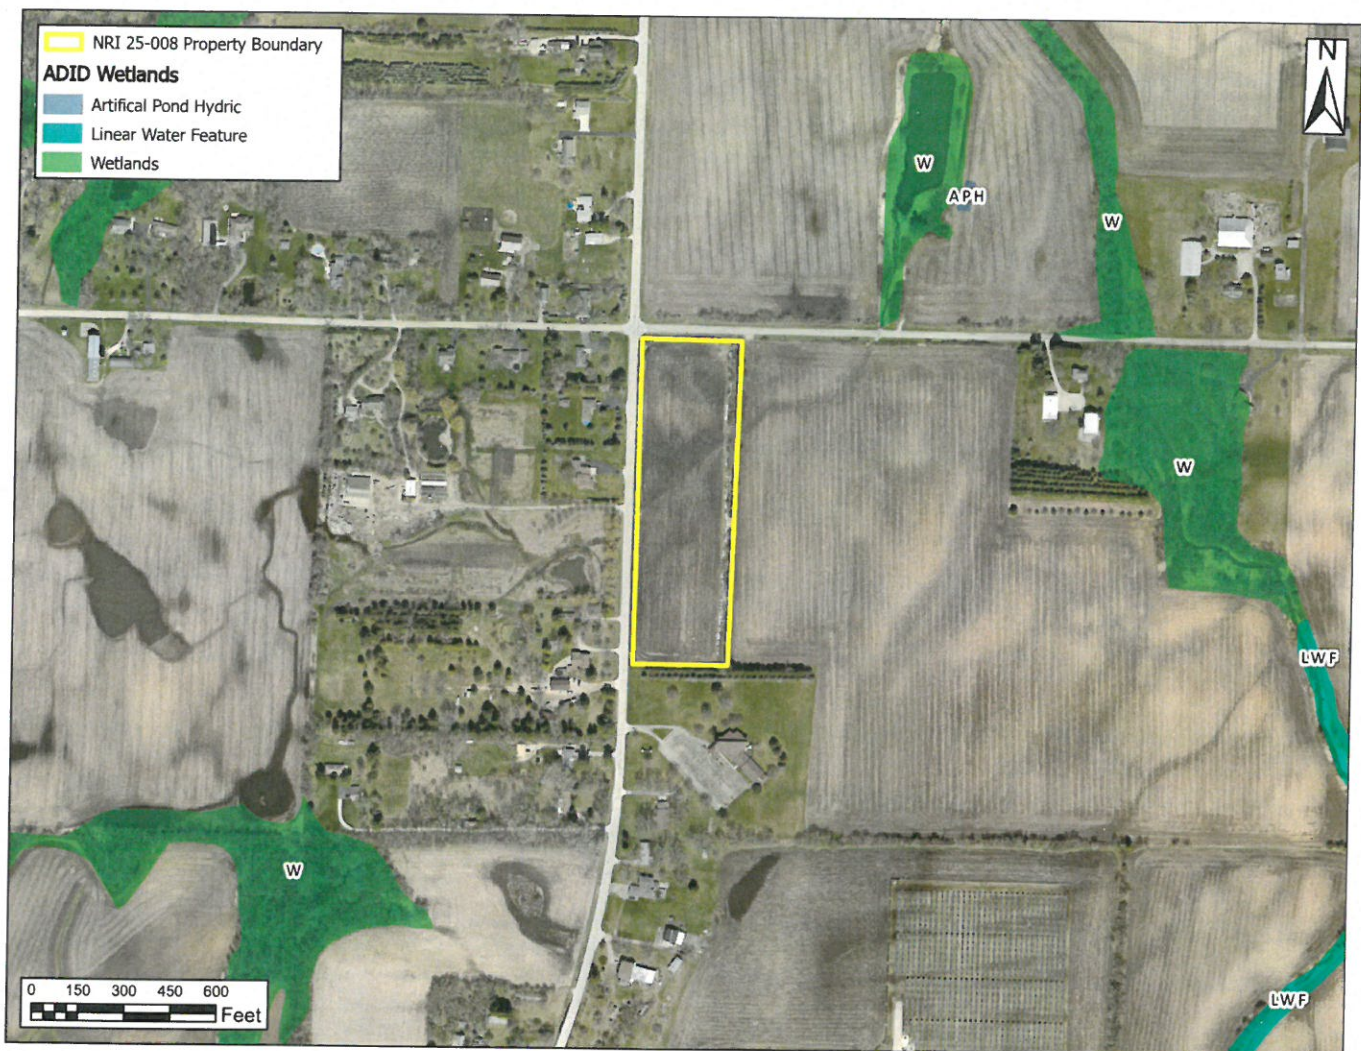 NRI 25-008 Property Boundary
ADID Wetlands
Artifical Pond Hydric
Linear Water Feature
Wetlands
N
W
APH
W
W
LWF
W
LWF
0 150 300 450 600
Feet